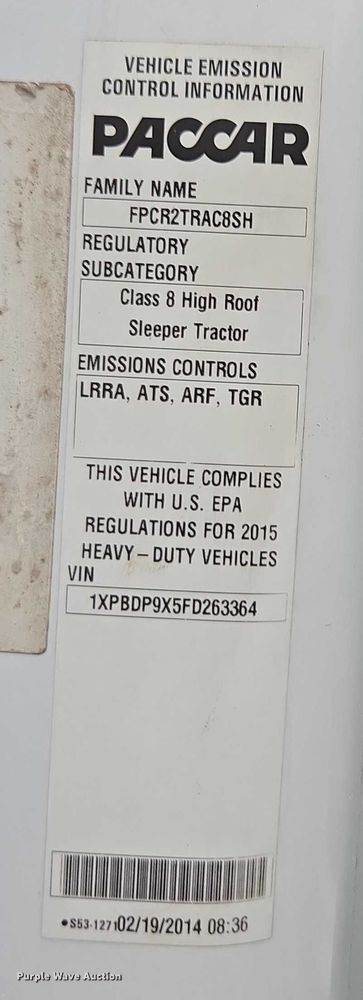 VEHICLE EMISSION
CONTROL INFORMATION
PACCAR
FAMILY NAME
FPCR2TRAC8SH
REGULATORY
SUBCATEGORY
Class 8 High Roof
Sleeper Tractor
EMISSIONS CONTROLS
LRRA, ATS, ARF, TGR
THIS VEHICLE COMPLIES
WITH U.S. EPA
REGULATIONS FOR 2015
HEAVY-DUTY VEHICLES
VIN
1XPBDP9X5FD263364
•S53-1271 02/19/2014 08:36
Purple Wave Auction